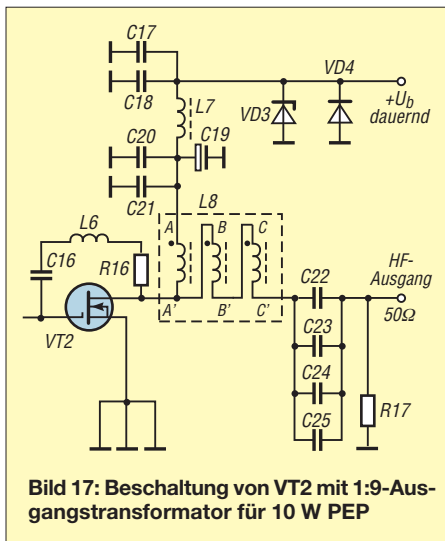 C17
VD4
C18
L7
VD3
+Ub
dauernd
C20
C19
C21
L8
A
B
C
L6
HF-
Ausgang
50Ω
C16
R16
C22
A'
B'
C'
C23
VT2
C24
R17
C25
Bild 17: Beschaltung von VT2 mit 1:9-Aus-
gangstransformator für 10 W PEP